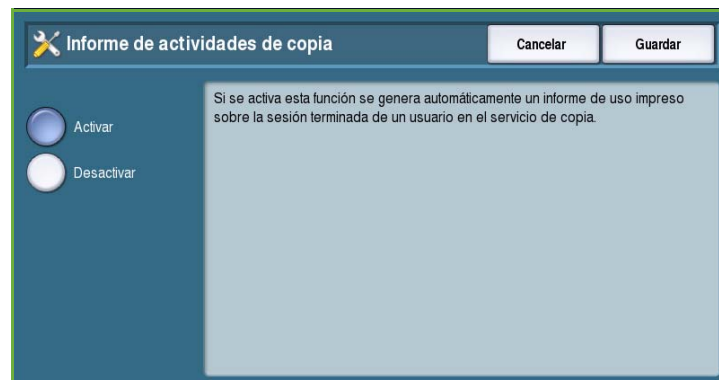 Informe de actividades de copia
Cancelar
Guardar
Si se activa esta función se genera automáticamente un informe de uso impreso
sobre la sesión terminada de un usuario en el servicio de copia.
Activar
Desactivar